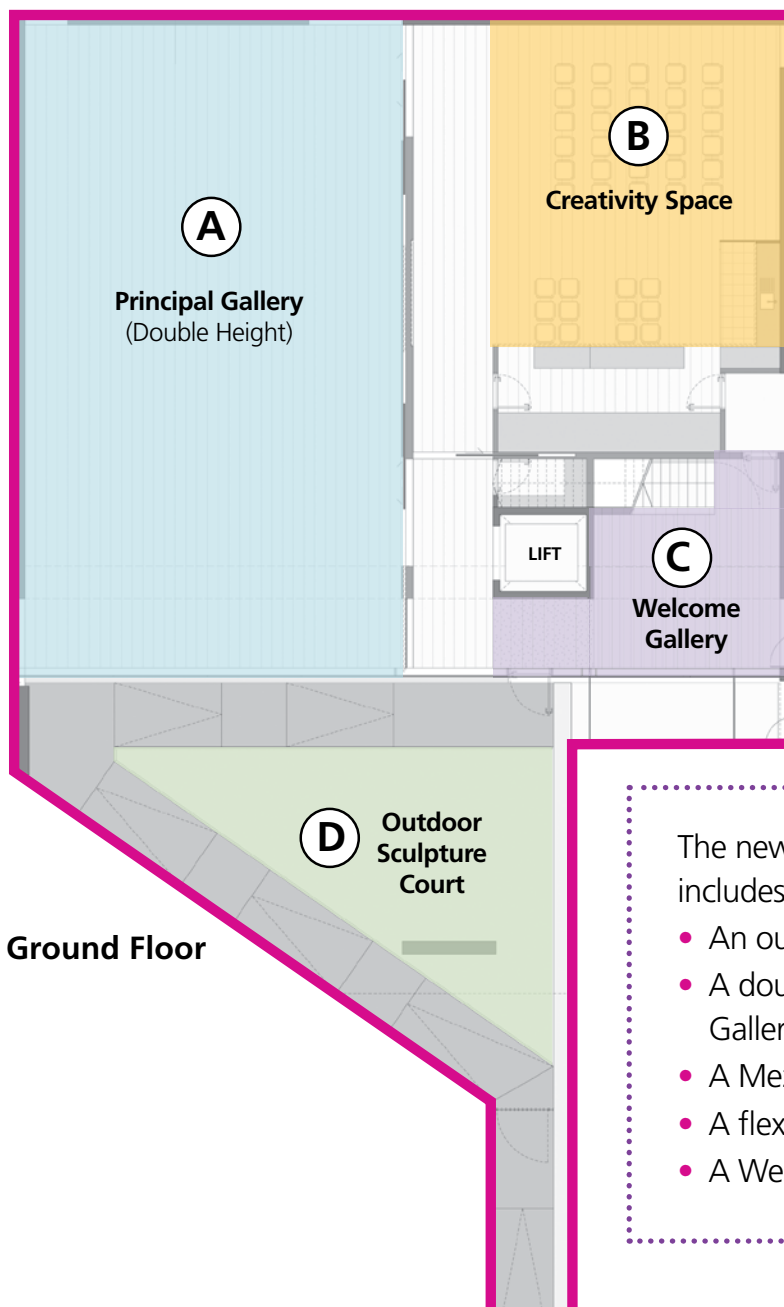 A
Principal Gallery
(Double Height)
B
Creativity Space
LIFT
C
Welcome
Gallery
D
Outdoor
Sculpture
Court
Ground Floor
The new
includes
• An ou
• A dou
Galler
• A Me
• A flex
• A We